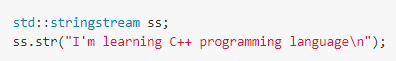 std::stringstream ss;
ss.str("I'm learning C++ programming language\n");